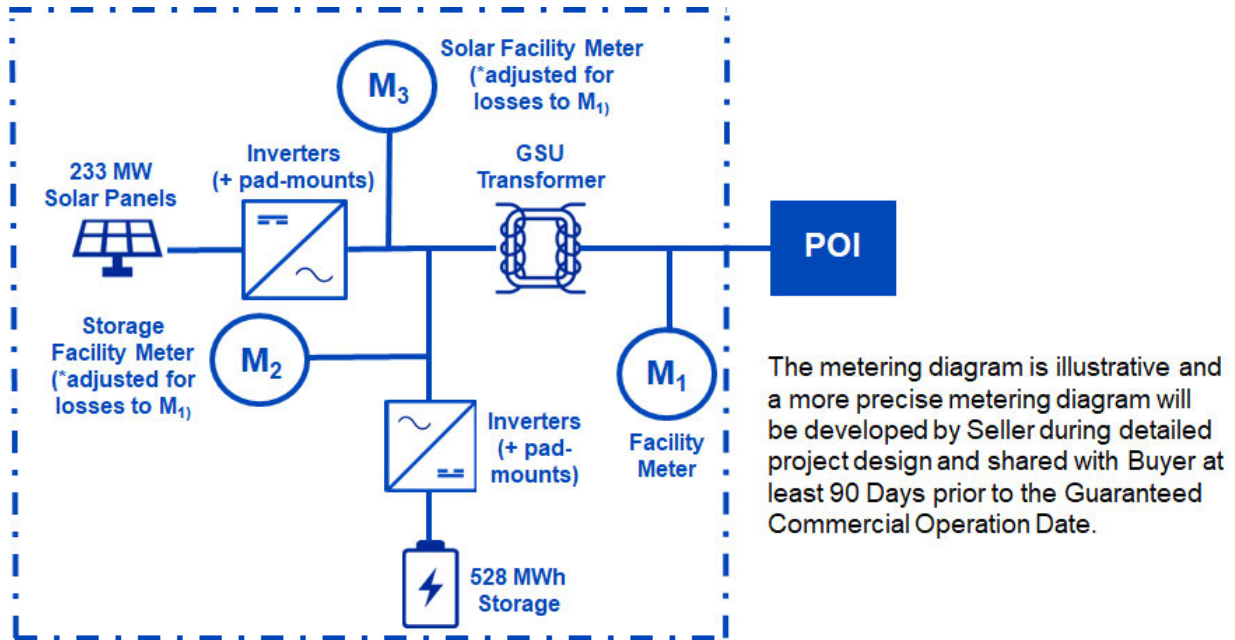 Solar Facility Meter
(*adjusted for
losses to M₁)
M₃
233 MW
Solar Panels
Inverters
(+ pad-mounts)
GSU
Transformer
POI
Storage
Facility Meter
(*adjusted for
losses to M₁)
M₂
M₁
Facility
Meter
Inverters
(+ pad-
mounts)
528 MWh
Storage
The metering diagram is illustrative and
a more precise metering diagram will
be developed by Seller during detailed
project design and shared with Buyer at
least 90 Days prior to the Guaranteed
Commercial Operation Date.